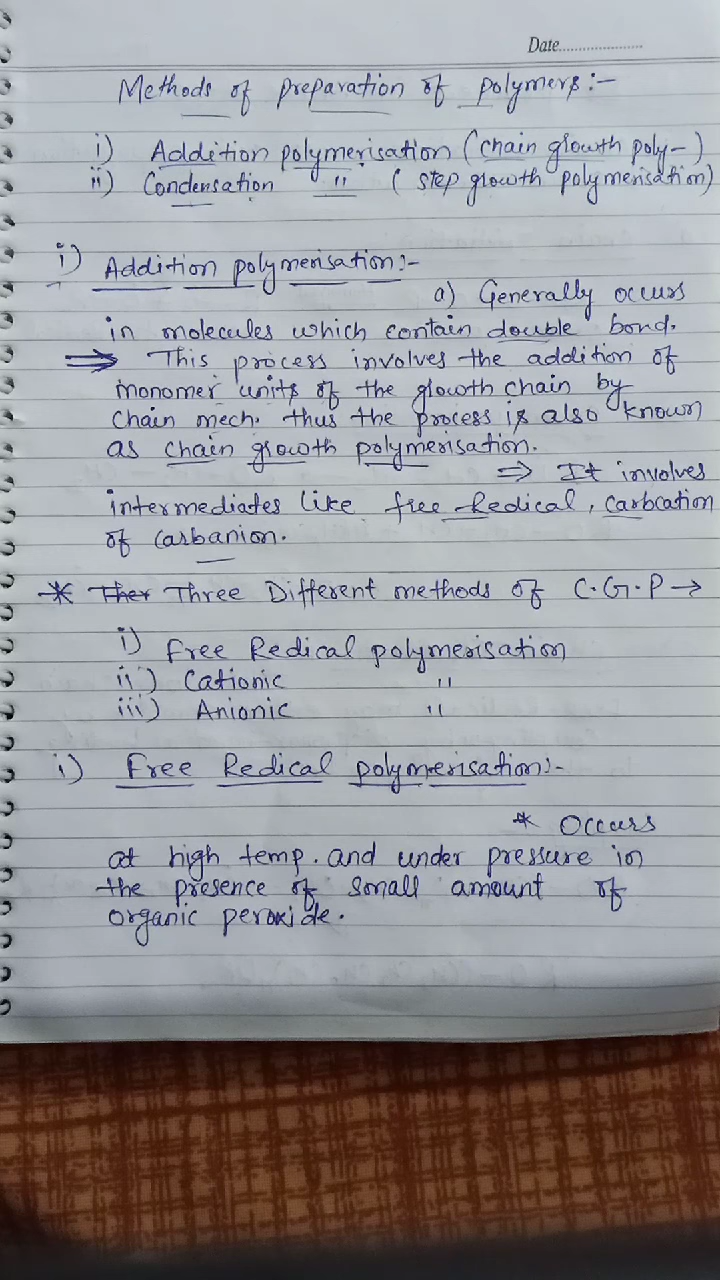 Date......................
Methods of preparation of polymers:-
i) Addition polymerisation (chain glowth poly-)
ii) Condensation " ( step glowth polymerisation)
i) Addition polymerisation:-
a) Generally occurs
in molecules which contain double bond.
⇒ This process involves the addition of
monomer units of the glowth chain by
Chain mech. thus the process is also known
as chain growth polymerisation.
⇒ It involves
intermediates like free Redical, carbcation
of carbanion.
* Ther Three Different methods of C.G.P →
i) Free Redical polymerisation
ii) Cationic "
iii) Anionic "
i) Free Redical polymerisation:-
* Occurs
at high temp. and under pressure in
the presence of small amount of
organic peroxide.